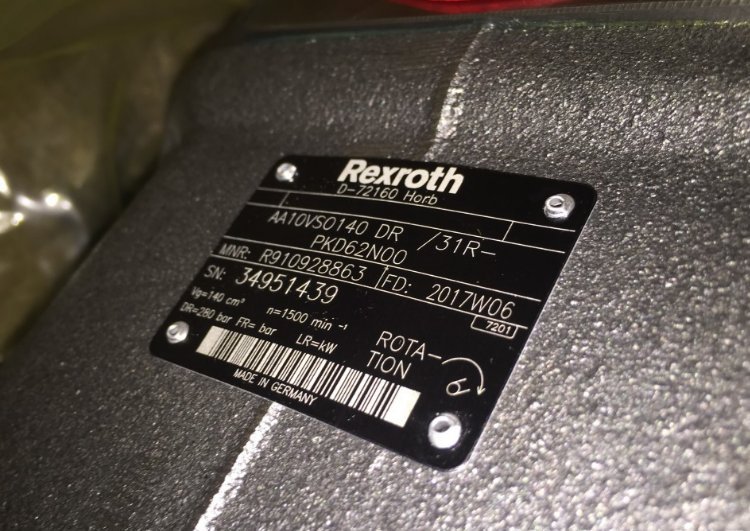 Rexroth
D-72160 Horb
AA10VSO140 DR /31R-
PKD62N00
MNR: R910928863 FD: 2017W06
SN: 34951439 7201
Vg=140 cm³ n=1500 min⁻¹
DR=280 bar FR= bar LR=kW
ROTA-
TION
MADE IN GERMANY